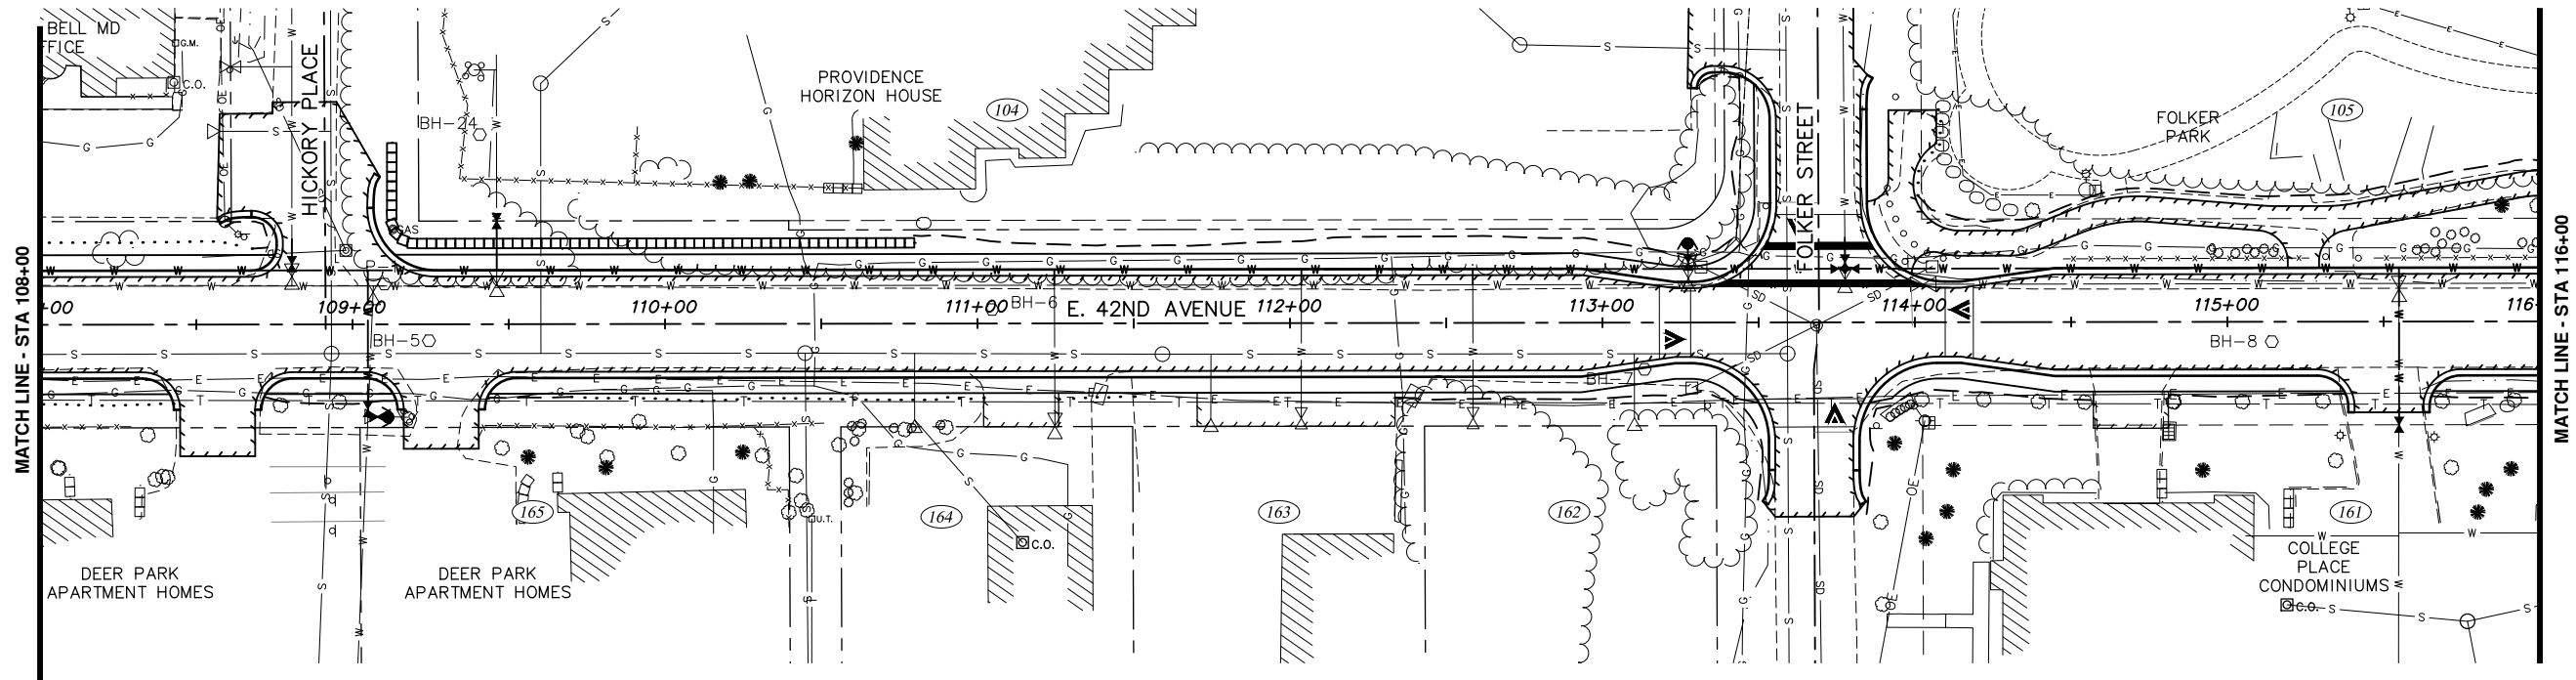 BELL MD
FFICE
G.M.
C.O.
HICKORY PLACE
BH-24
GAS
PROVIDENCE
HORIZON HOUSE
104
FOLKER STREET
FOLKER
PARK
105
MATCH LINE - STA 108+00
MATCH LINE - STA 116+00
+00
109+00
110+00
111+00
BH-6
E. 42ND AVENUE
112+00
113+00
114+00
115+00
116
BH-5
BH-7
BH-8
165
164
163
162
161
U.T.
C.O.
DEER PARK
APARTMENT HOMES
DEER PARK
APARTMENT HOMES
COLLEGE
PLACE
CONDOMINIUMS
C.O.